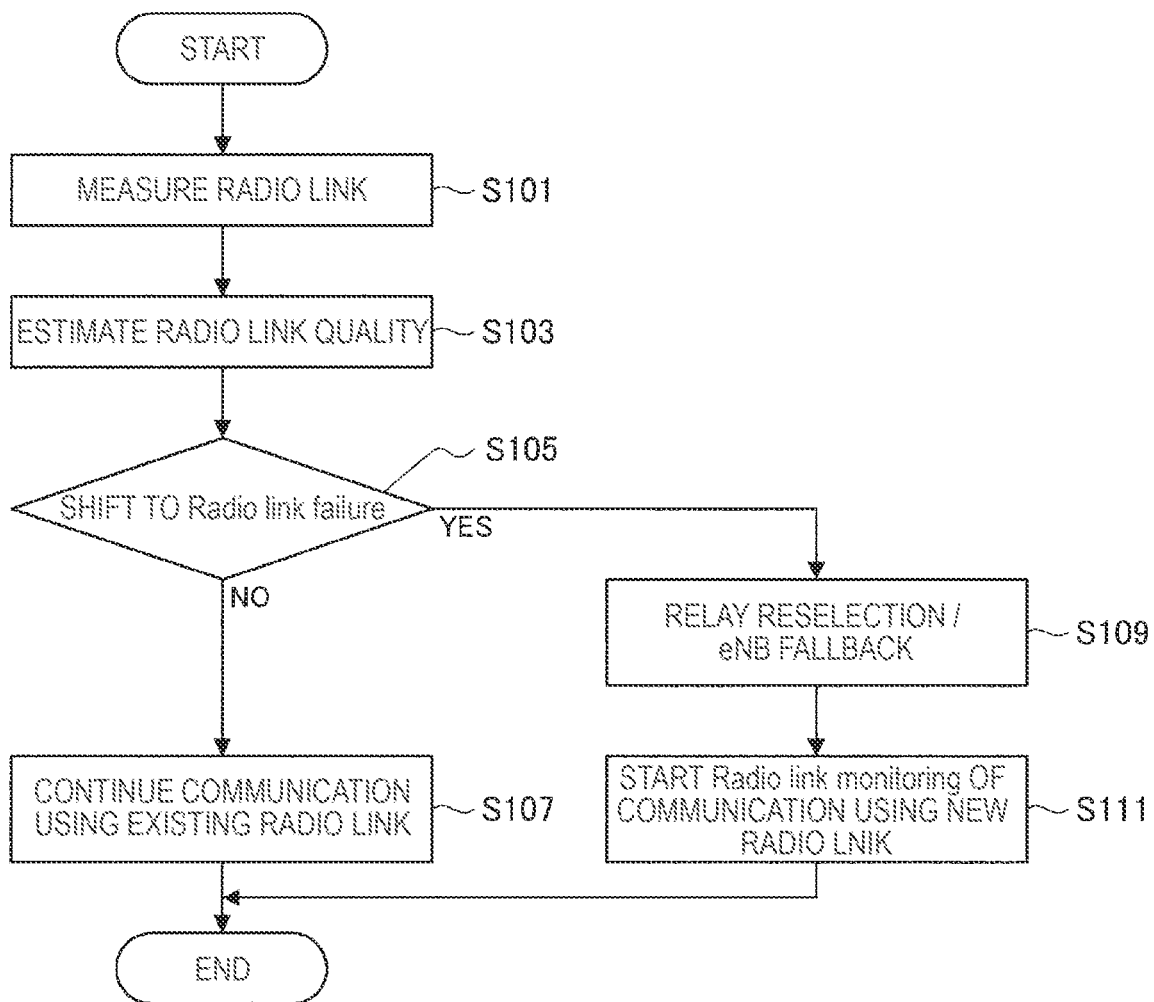 START
MEASURE RADIO LINK
S101
ESTIMATE RADIO LINK QUALITY
S103
S105
SHIFT TO Radio link failure
YES
NO
RELAY RESELECTION /
eNB FALLBACK
S109
CONTINUE COMMUNICATION
USING EXISTING RADIO LINK
S107
START Radio link monitoring OF
COMMUNICATION USING NEW
RADIO LNIK
S111
END